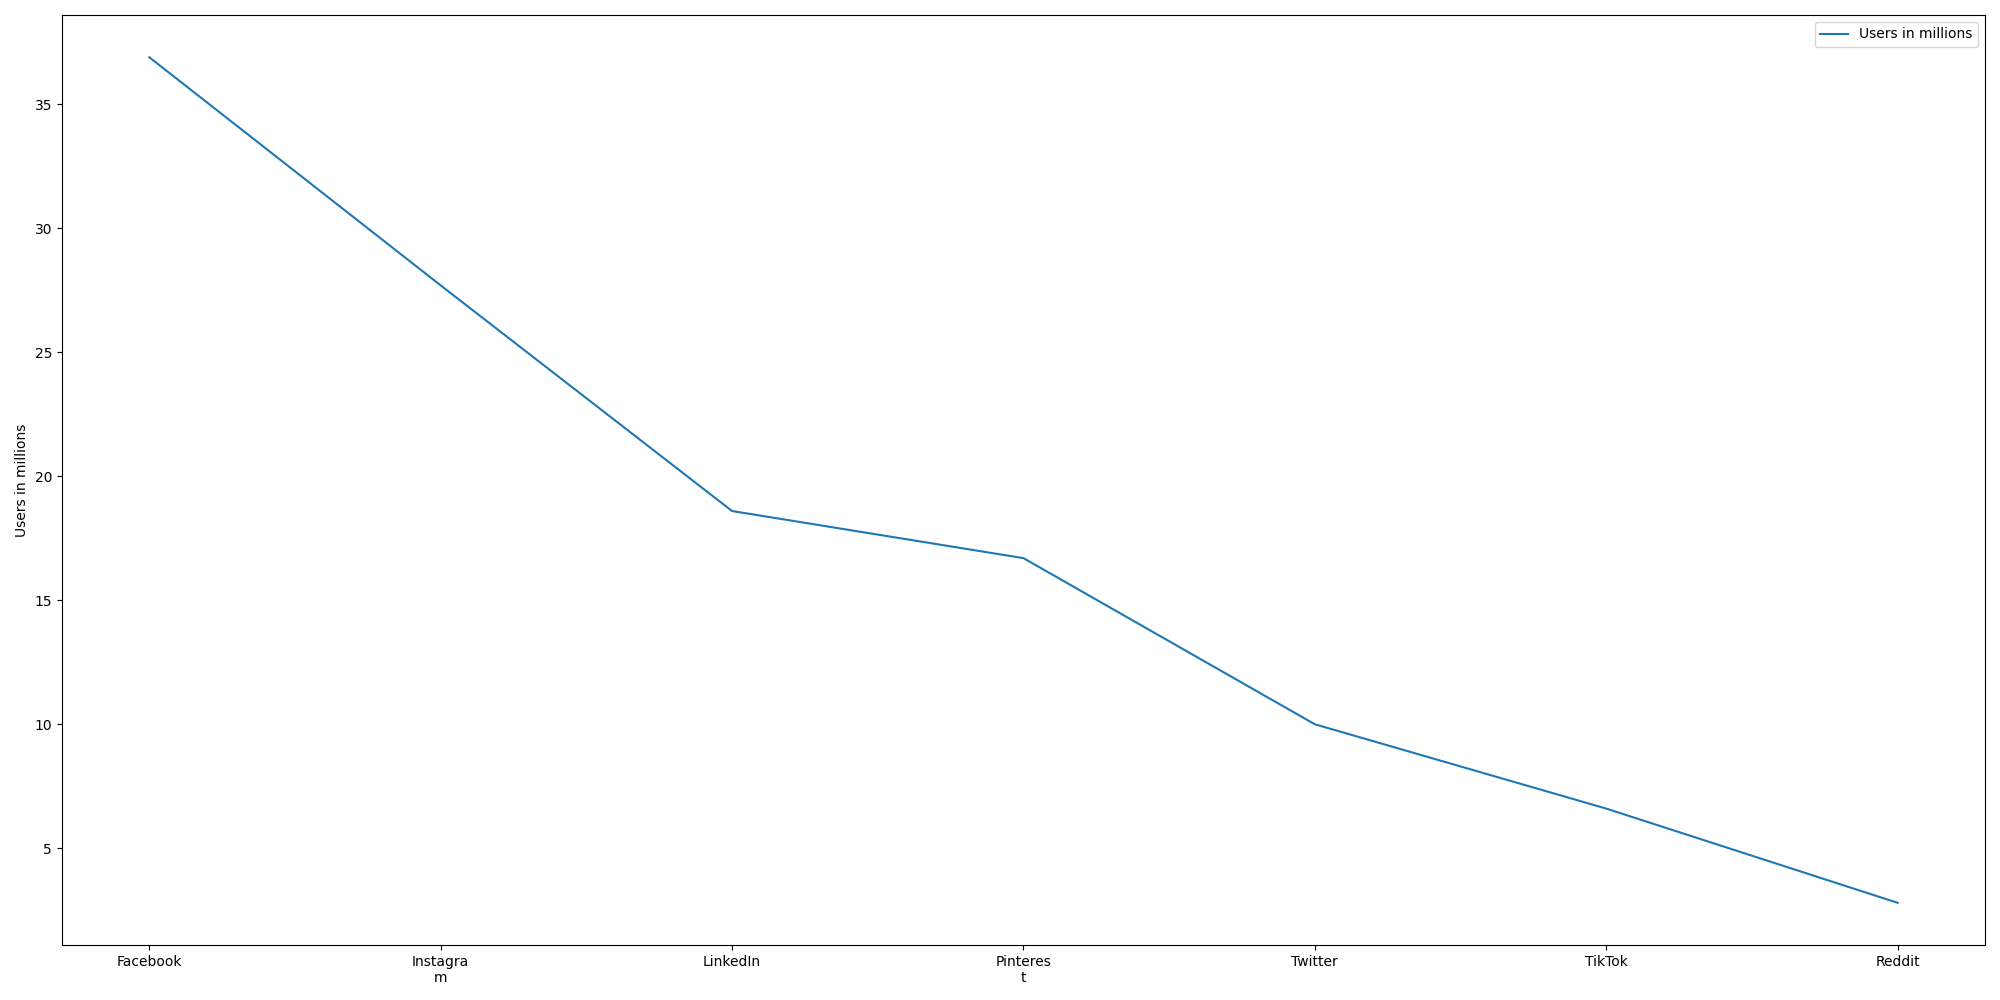 Users in millions
35
30
25
20
15
10
5
Users in millions
Facebook
Instagra
m
LinkedIn
Pinteres
t
Twitter
TikTok
Reddit